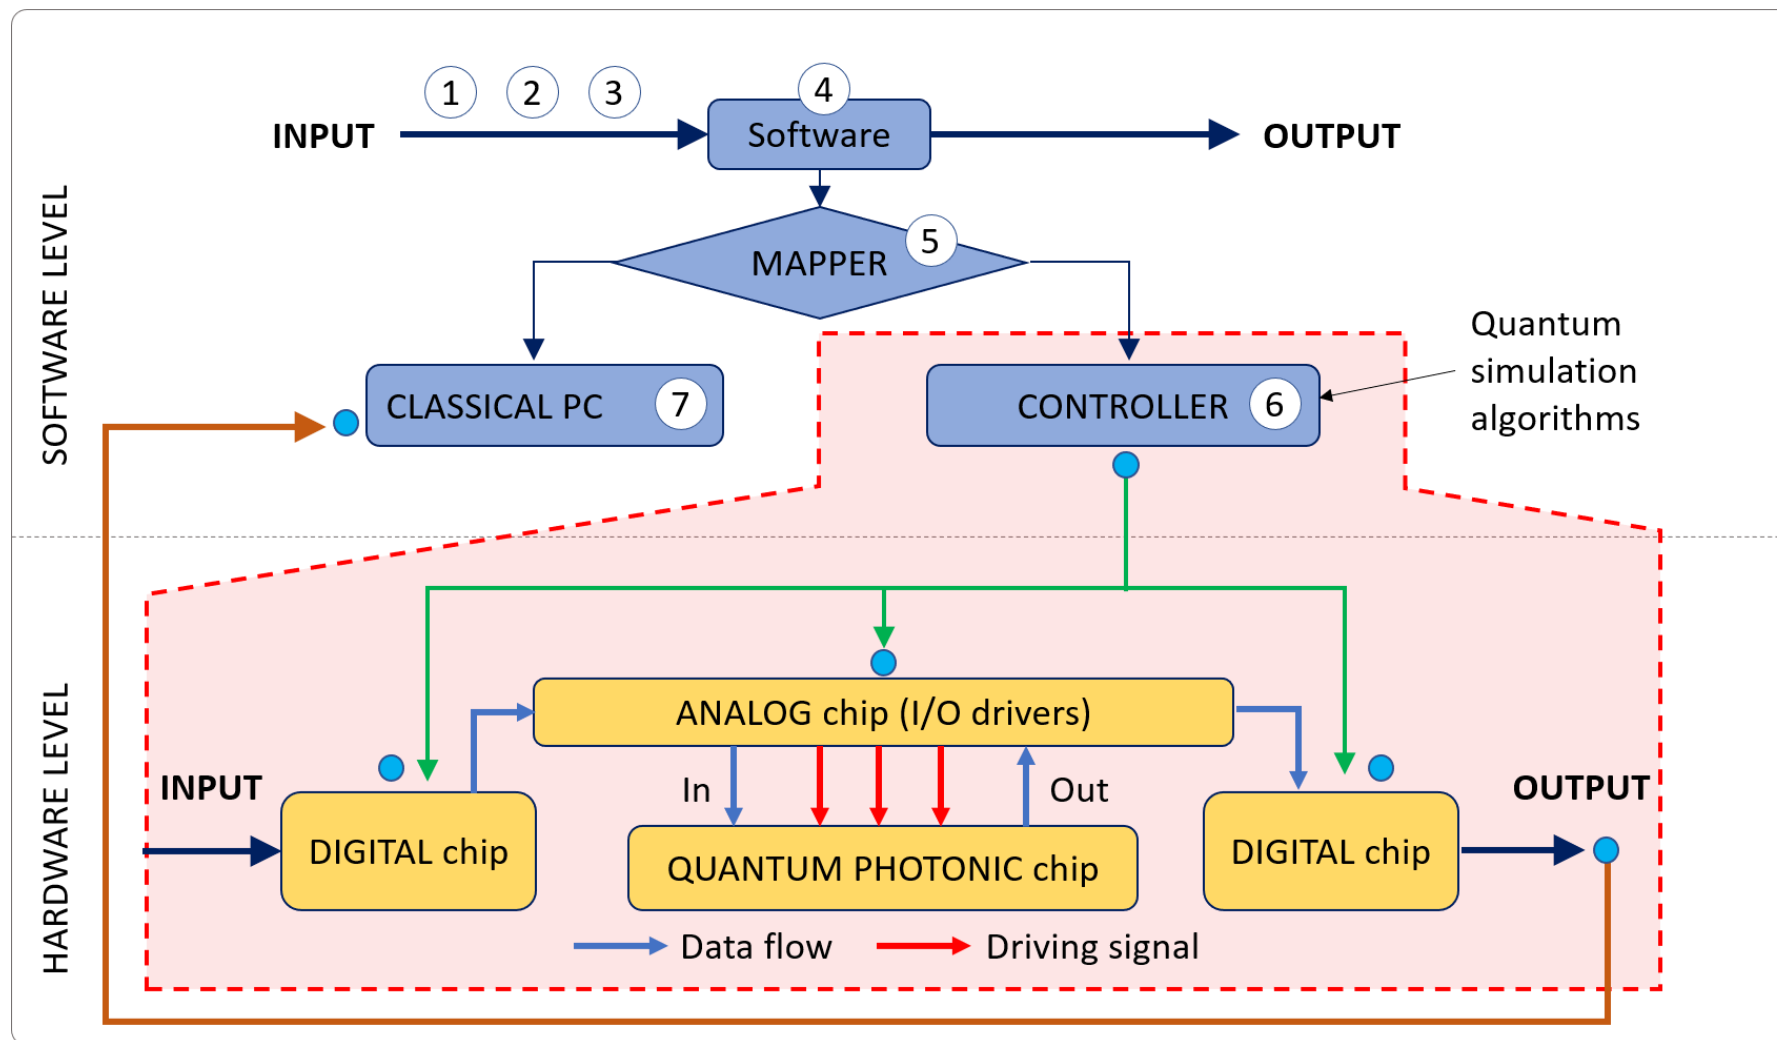 1 2 3
4
INPUT
Software
OUTPUT
5
MAPPER
SOFTWARE LEVEL
Quantum
simulation
algorithms
CLASSICAL PC 7
CONTROLLER 6
HARDWARE LEVEL
ANALOG chip (I/O drivers)
INPUT
In
Out
OUTPUT
DIGITAL chip
QUANTUM PHOTONIC chip
DIGITAL chip
Data flow
Driving signal